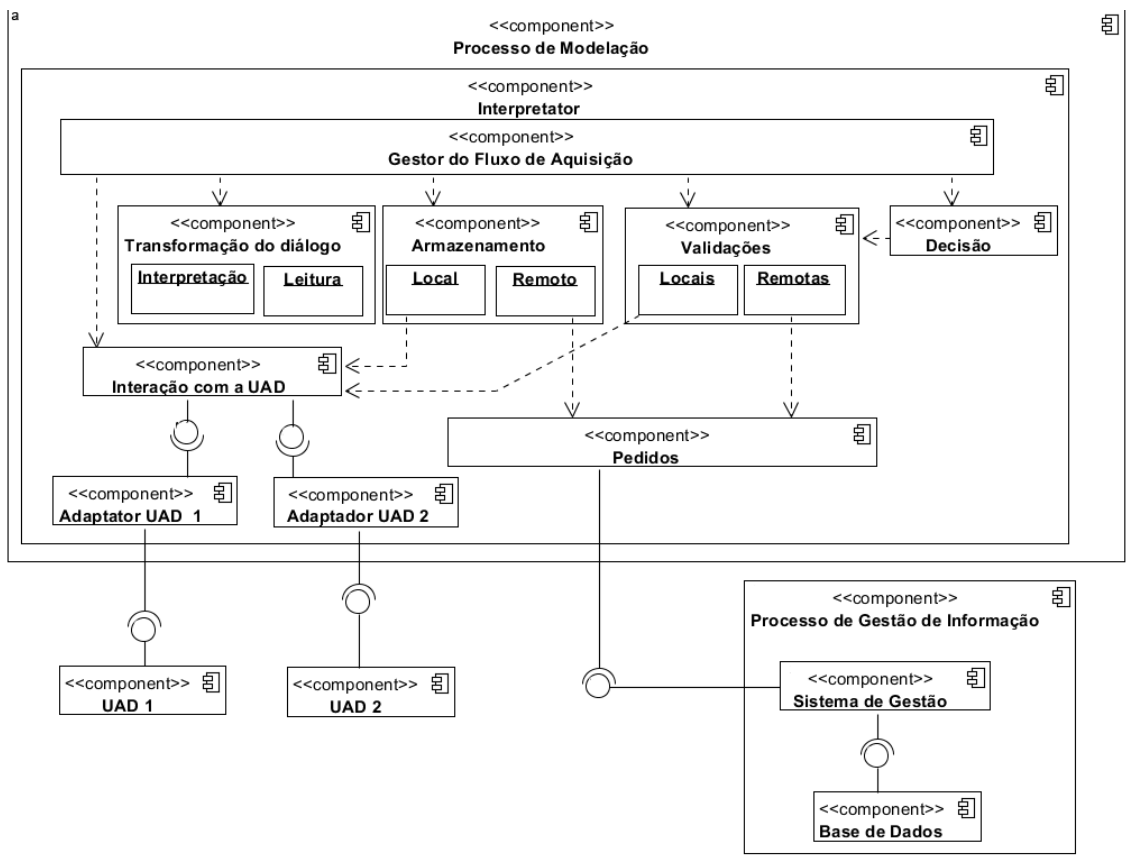 a
<<component>>
Processo de Modelação
<<component>>
Interpretator
<<component>>
Gestor do Fluxo de Aquisição
<<component>>
Transformação do diálogo
Interpretação
Leitura
<<component>>
Armazenamento
Local
Remoto
<<component>>
Validações
Locais
Remotas
<<component>>
Decisão
<<component>>
Interação com a UAD
<<component>>
Pedidos
<<component>>
Adaptator UAD 1
<<component>>
Adaptador UAD 2
<<component>>
Processo de Gestão de Informação
<<component>>
UAD 1
<<component>>
UAD 2
<<component>>
Sistema de Gestão
<<component>>
Base de Dados